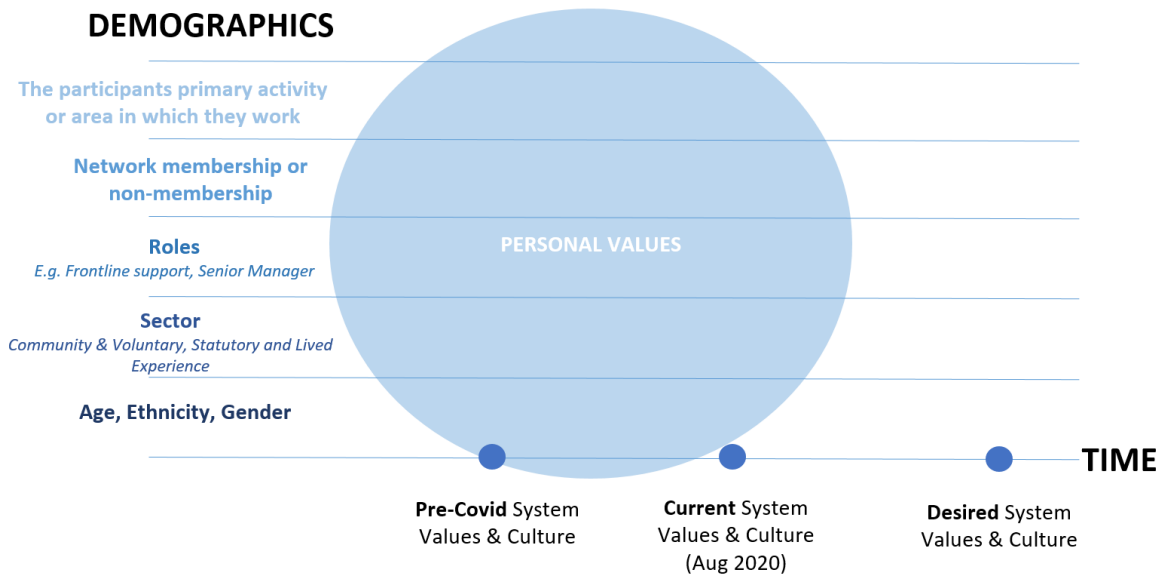 DEMOGRAPHICS
The participants primary activity
or area in which they work
Network membership or
non-membership
Roles
E.g. Frontline support, Senior Manager
PERSONAL VALUES
Sector
Community & Voluntary, Statutory and Lived
Experience
Age, Ethnicity, Gender
TIME
Pre-Covid System
Values & Culture
Current System
Values & Culture
(Aug 2020)
Desired System
Values & Culture